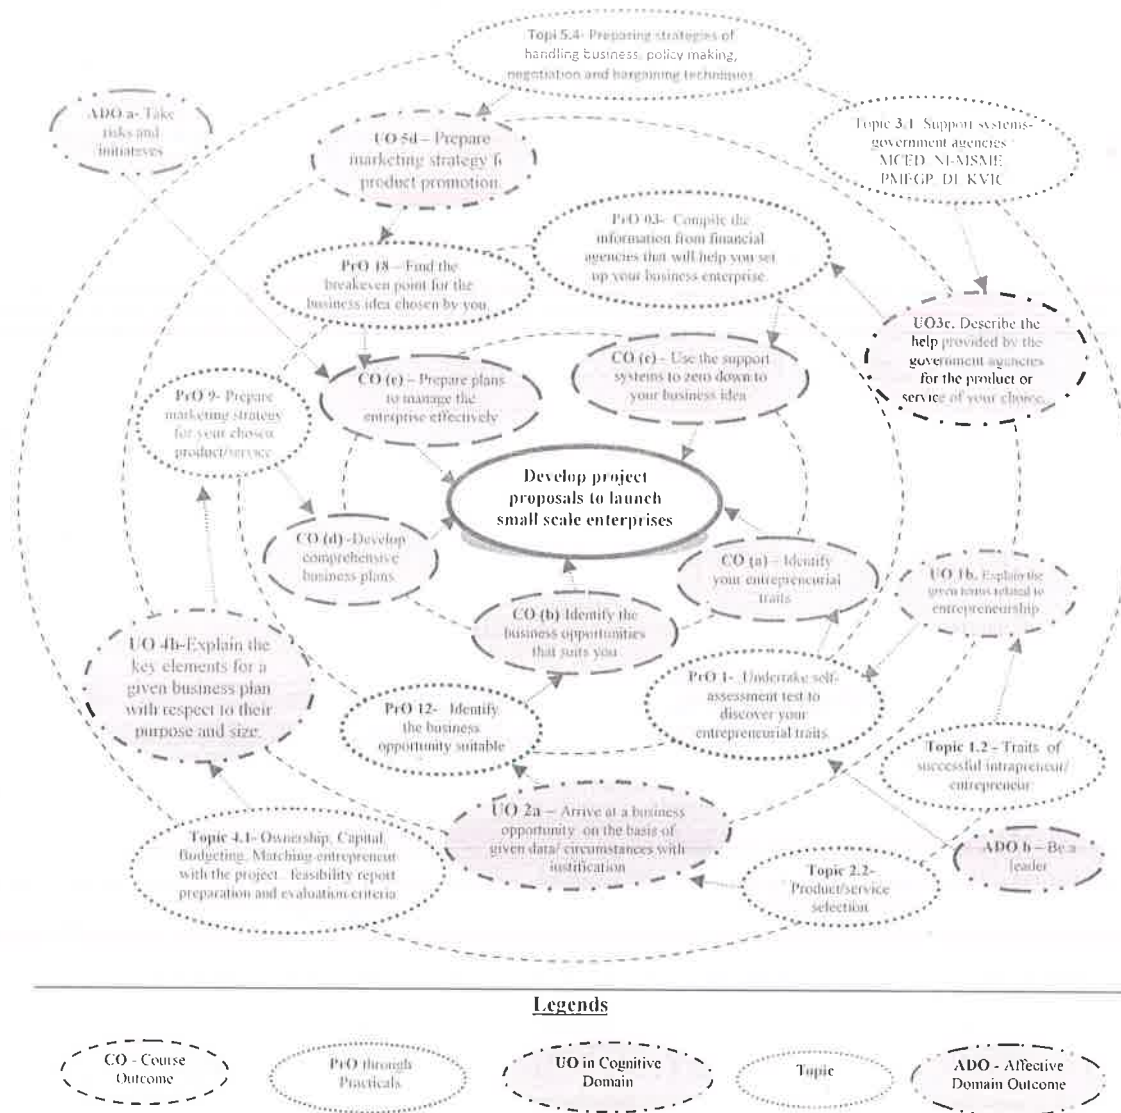 Topi 5.4- Preparing strategies of
handling business, policy making,
negotiation and bargaining techniques
ADO a- Take
risks and
initiatives
UO 5d – Prepare
marketing strategy fi
product promotion.
Topic 3.1 Support systems-
government agencies
MCED, NI-MSME,
PMEGP, DI, KVIC
PrO 03- Compile the
information from financial
agencies that will help you set
up your business enterprise.
PrO 18 – Find the
breakeven point for the
business idea chosen by you.
UO3c. Describe the
help provided by the
government agencies
for the product or
service of your choice.
CO (e) – Prepare plans
to manage the
enterprise effectively
CO (c) - Use the support
systems to zero down to
your business idea
PrO 9- Prepare
marketing strategy
for your chosen
product/service
Develop project
proposals to launch
small scale enterprises
CO (d) -Develop
comprehensive
business plans
CO (a) – Identify
your entrepreneurial
traits
UO 1b. Explain the
given terms related to
entrepreneurship
CO (b) Identify the
business opportunities
that suits you
UO 4b-Explain the
key elements for a
given business plan
with respect to their
purpose and size.
PrO 1- Undertake self-
assessment test to
discover your
entrepreneurial traits
PrO 12- Identify
the business
opportunity suitable
Topic 1.2 - Traits of
successful intrapreneur/
entrepreneur
UO 2a – Arrive at a business
opportunity on the basis of
given data/ circumstances with
justification
Topic 4.1- Ownership, Capital,
Budgeting, Matching entrepreneur
with the project feasibility report
preparation and evaluation criteria
Topic 2.2-
Product/service
selection
ADO b – Be a
leader
Legends
CO - Course
Outcome
PrO through
Practicals
UO in Cognitive
Domain
Topic
ADO - Affective
Domain Outcome